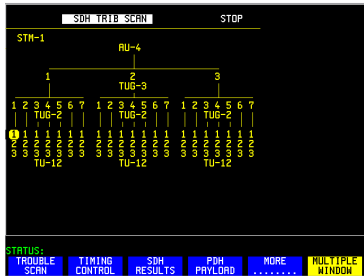 SDH TRIB SCAN STOP
STM-1
AU-4
1 2 3
TUG-3
1 2 3 4 5 6 7 1 2 3 4 5 6 7 1 2 3 4 5 6 7
TUG-2 TUG-2 TUG-2
1 1 1 1 1 1 1 1 1 1 1 1 1 1 1 1 1 1 1 1 1
2 2 2 2 2 2 2 2 2 2 2 2 2 2 2 2 2 2 2 2 2
3 3 3 3 3 3 3 3 3 3 3 3 3 3 3 3 3 3 3 3 3
TU-12 TU-12 TU-12
STATUS:
TROUBLE SCAN TIMING CONTROL SDH RESULTS PDH PAYLOAD MORE ........ MULTIPLE WINDOW